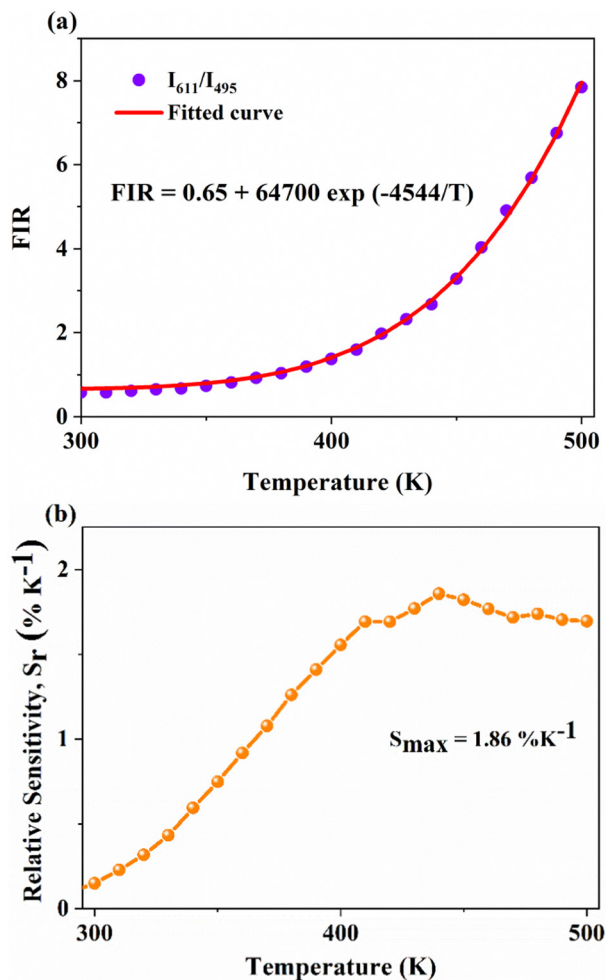 (a)
I611/I495
Fitted curve
FIR = 0.65 + 64700 exp (-4544/T)
FIR
8
6
4
2
0
300
400
500
Temperature (K)
(b)
Relative Sensitivity, Sr (% K-1)
2
1
0
Smax = 1.86 %K-1
300
400
500
Temperature (K)